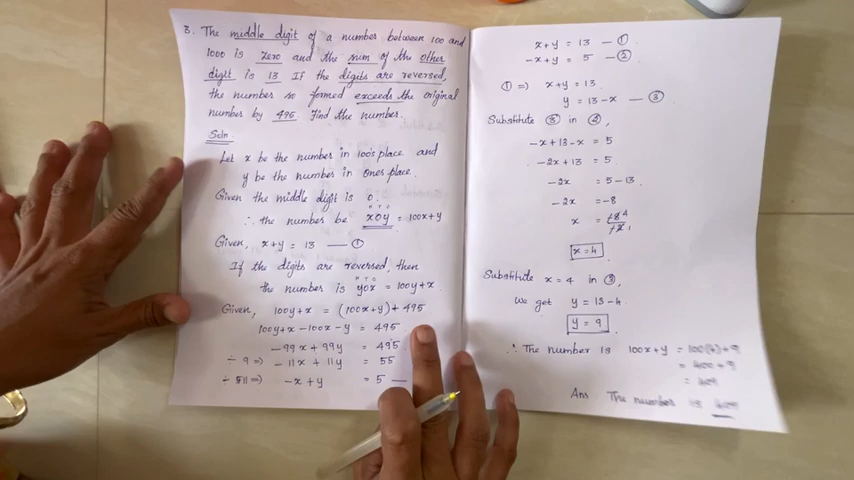 3. The middle digit of a number between 100 and
1000 is zero and the sum of the other
digit is 13 If the digits are reversed,
the number so formed exceeds the original
number by 495 Find the number.
Soln
Let x be the number in 100's place and
y be the number in one's place.
Given the middle digit is 0.
H T O
∴ the number be x0y = 100x+y
Given, x+y = 13 — ①
If the digits are reversed, then
H T O
the number is y0x = 100y+x.
Given, 100y+x = (100x+y) + 495
100y+x-100x-y = 495
-99x+99y = 495
÷ 9 => -11x + 11y = 55
-x+y = 5 —
x+y = 13 — ①
-x+y = 5 — ②
① => x+y = 13
y = 13-x — ③
Substitute ③ in ②,
-x+13-x = 5
-2x+13 = 5
-2x = 5-13
-2x = -8
x = -8 4
-2 1
x=4
Substitute x=4 in ③,
We get y = 13-4
y = 9
∴ The number is 100x+y = 100(4)+9
= 400+9
= 409
Ans The number is 409